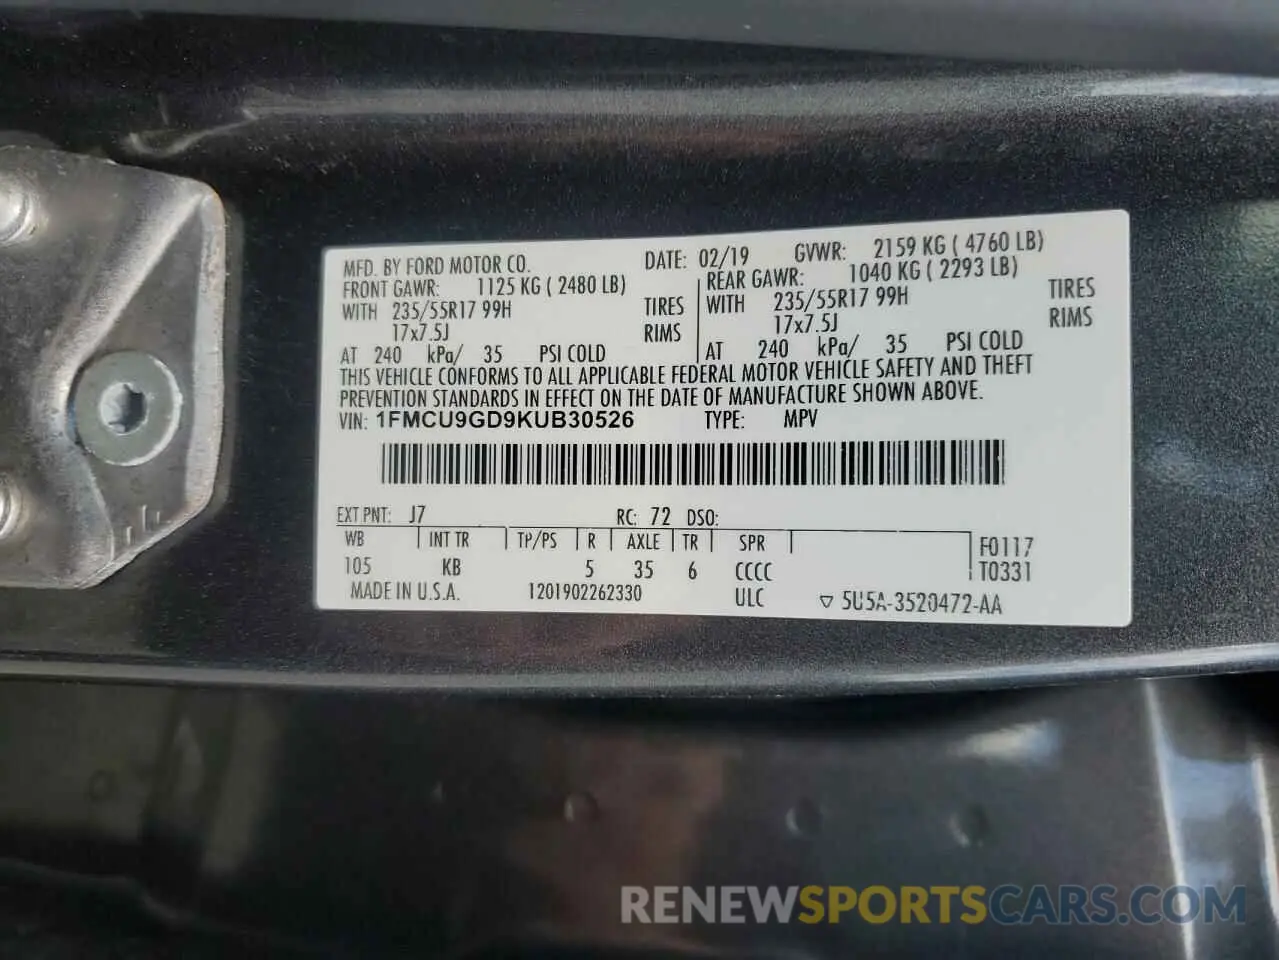 MFD. BY FORD MOTOR CO. DATE: 02/19 GVWR: 2159 KG ( 4760 LB)
FRONT GAWR: 1125 KG ( 2480 LB) REAR GAWR: 1040 KG ( 2293 LB)
WITH 235/55R17 99H TIRES WITH 235/55R17 99H TIRES
17x7.5J RIMS 17x7.5J RIMS
AT 240 kPa/ 35 PSI COLD AT 240 kPa/ 35 PSI COLD
THIS VEHICLE CONFORMS TO ALL APPLICABLE FEDERAL MOTOR VEHICLE SAFETY AND THEFT
PREVENTION STANDARDS IN EFFECT ON THE DATE OF MANUFACTURE SHOWN ABOVE.
VIN: 1FMCU9GD9KUB30526 TYPE: MPV
EXT PNT: J7 RC: 72 DSO:
WB INT TR TP/PS R AXLE TR SPR F0117
105 KB 5 35 6 CCCC T0331
MADE IN U.S.A. 1201902262330 ULC ▽ 5U5A-3520472-AA
RENEWSPORTSCARS.COM